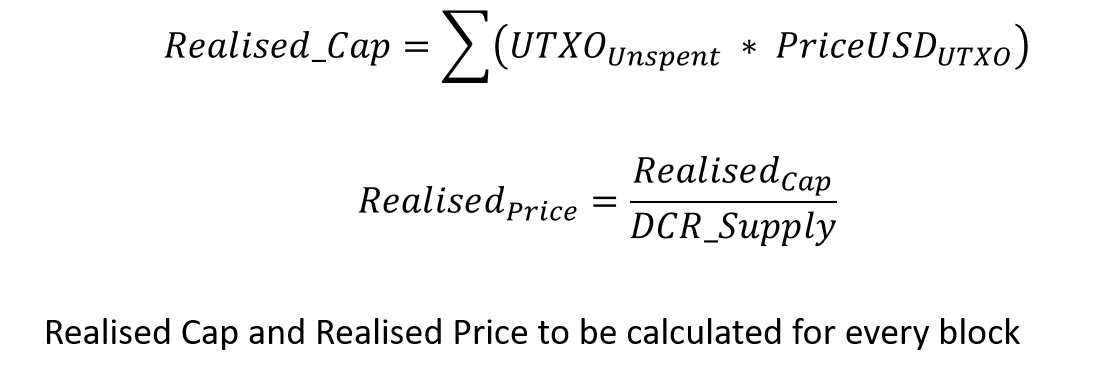 Realised_Cap = ∑(UTXO_Unspent * PriceUSD_UTXO)
Realised_Price = Realised_Cap / DCR_Supply
Realised Cap and Realised Price to be calculated for every block